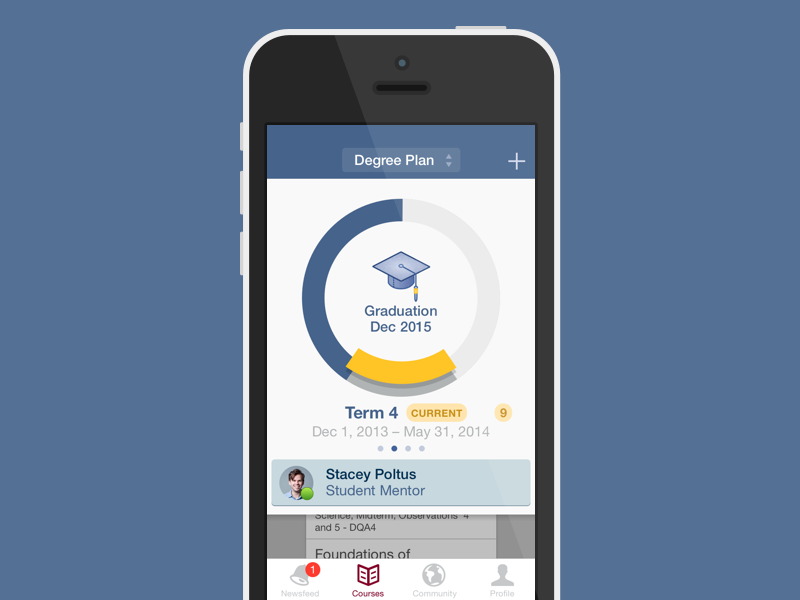 Degree Plan
Graduation
Dec 2015
Term 4 CURRENT 9
Dec 1, 2013 – May 31, 2014
Stacey Poltus
Student Mentor
Science, Midterm, Observations 4
and 5 - DQA4
Foundations of
1
Newsfeed Courses Community Profile